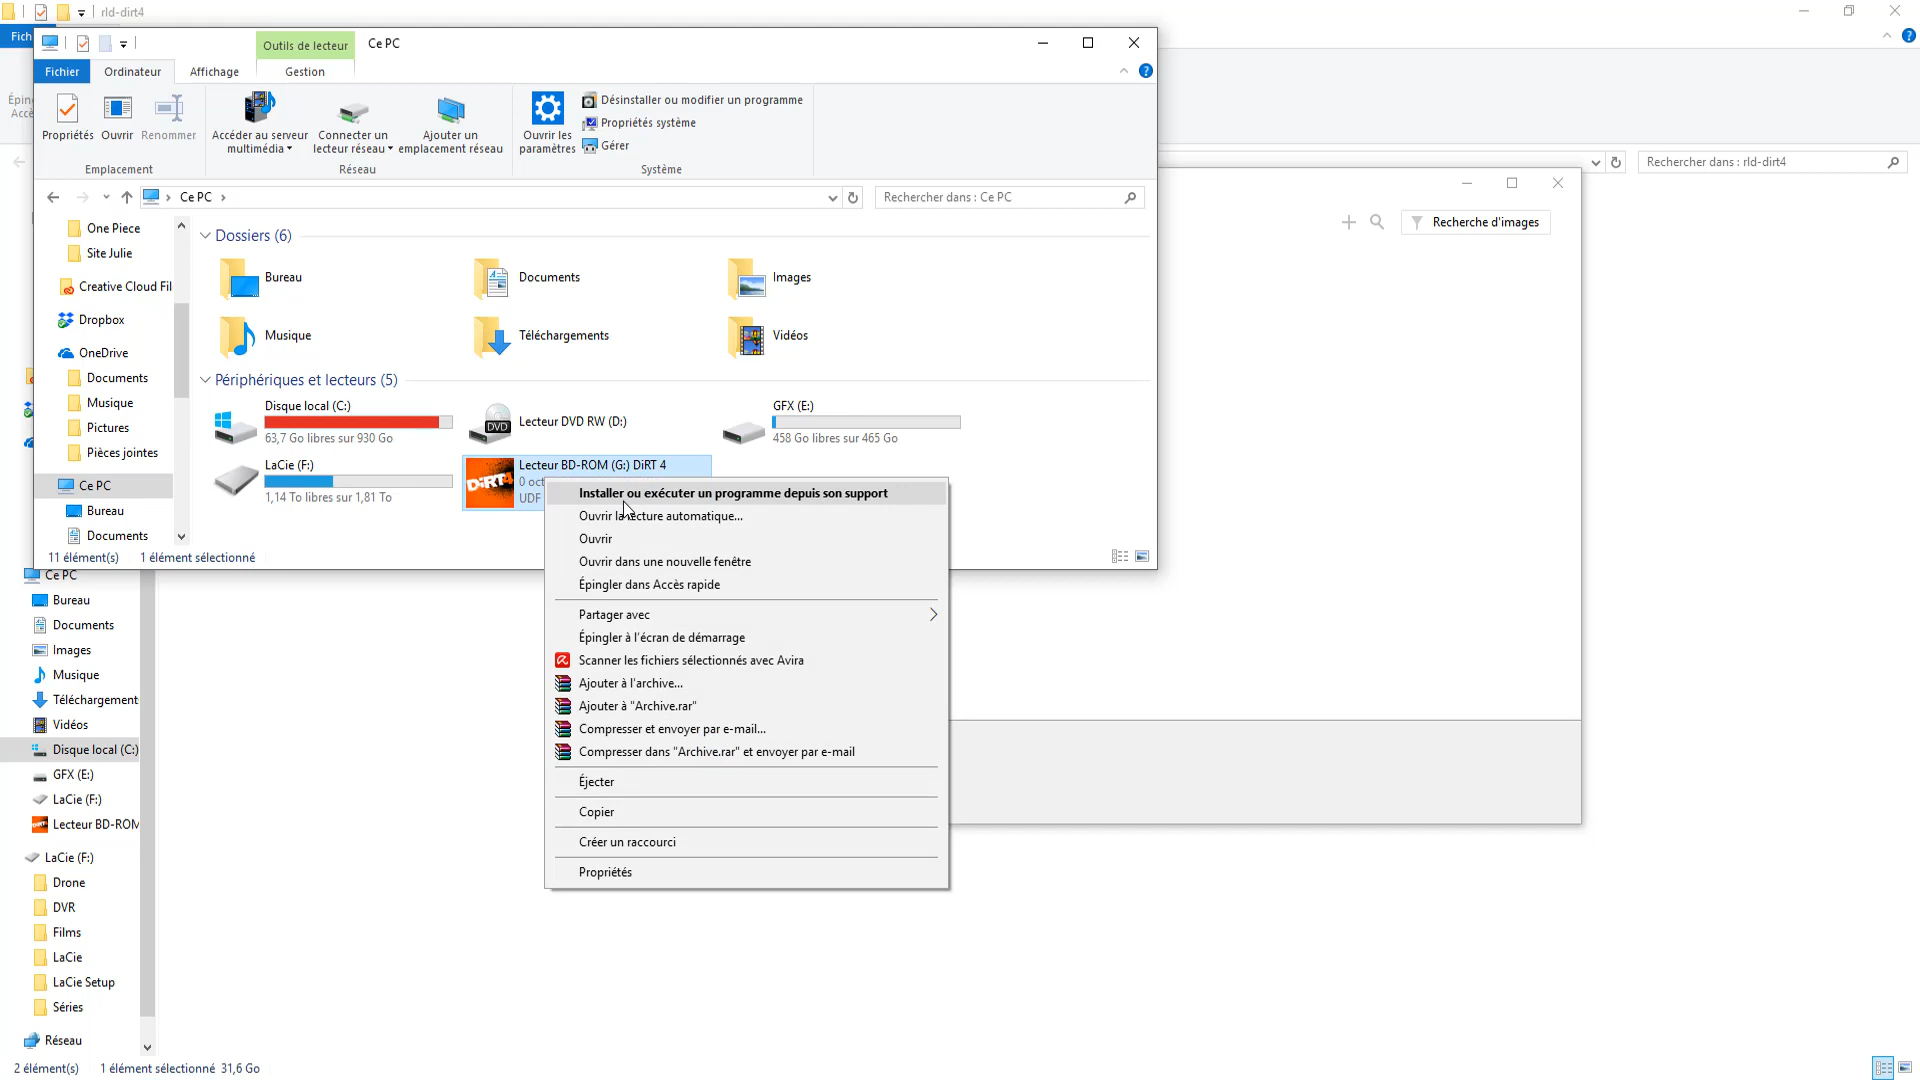 rld-dirt4
Fich
Outils de lecteur
Ce PC
Fichier
Ordinateur
Affichage
Gestion
Épin
Accè
Propriétés
Ouvrir
Renommer
Emplacement
Accéder au serveur
multimédia
Connecter un
lecteur réseau
Ajouter un
emplacement réseau
Réseau
Ouvrir les
paramètres
Désinstaller ou modifier un programme
Propriétés système
Gérer
Système
Rechercher dans : rld-dirt4
Ce PC
Rechercher dans : Ce PC
Recherche d'images
One Piece
Site Julie
Creative Cloud Fil
Dropbox
OneDrive
Documents
Musique
Pictures
Pièces jointes
Ce PC
Bureau
Documents
Dossiers (6)
Bureau
Documents
Images
Musique
Téléchargements
Vidéos
Périphériques et lecteurs (5)
Disque local (C:)
63,7 Go libres sur 930 Go
DVD
Lecteur DVD RW (D:)
GFX (E:)
458 Go libres sur 465 Go
LaCie (F:)
1,14 To libres sur 1,81 To
DiRT4
Lecteur BD-ROM (G:) DiRT 4
0 oct
UDF
11 élément(s)
1 élément sélectionné
Installer ou exécuter un programme depuis son support
Ouvrir la lecture automatique...
Ouvrir
Ouvrir dans une nouvelle fenêtre
Épingler dans Accès rapide
Partager avec
Épingler à l'écran de démarrage
Scanner les fichiers sélectionnés avec Avira
Ajouter à l'archive...
Ajouter à "Archive.rar"
Compresser et envoyer par e-mail...
Compresser dans "Archive.rar" et envoyer par e-mail
Éjecter
Copier
Créer un raccourci
Propriétés
Ce PC
Bureau
Documents
Images
Musique
Téléchargement
Vidéos
Disque local (C:)
GFX (E:)
LaCie (F:)
Lecteur BD-ROM
LaCie (F:)
Drone
DVR
Films
LaCie
LaCie Setup
Séries
Réseau
2 élément(s)
1 élément sélectionné 31,6 Go